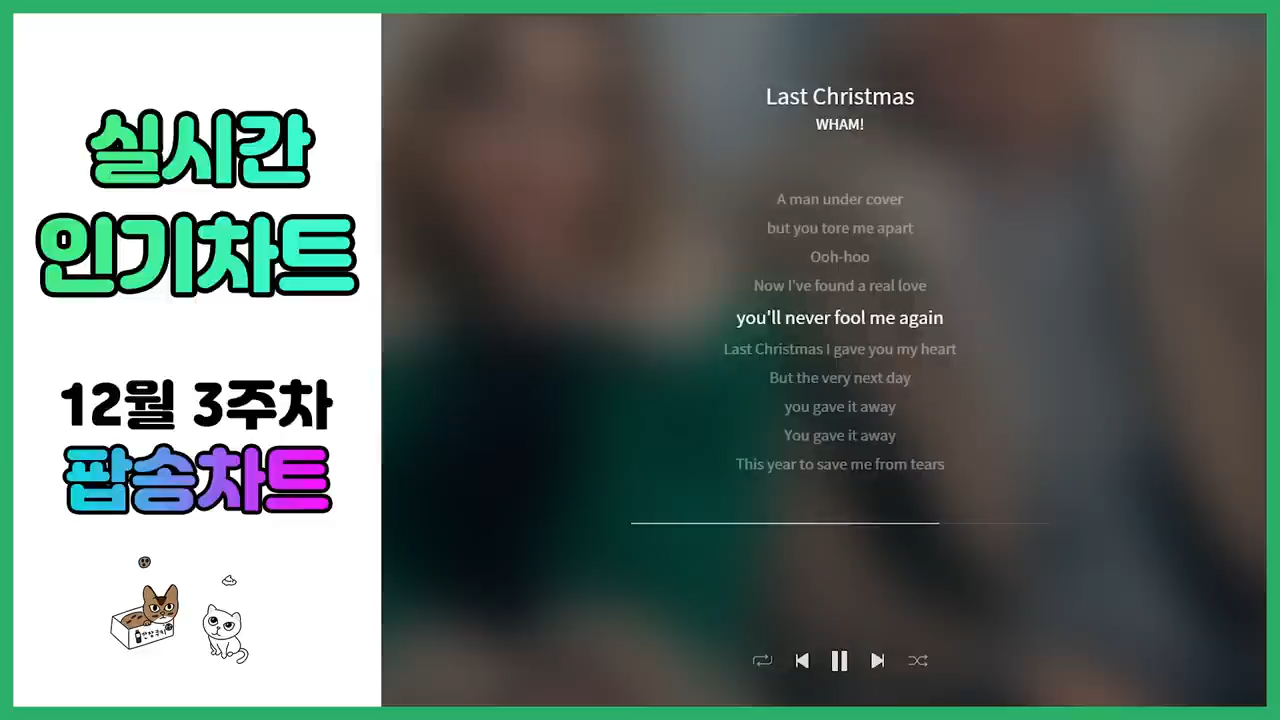 실시간
인기차트
12월 3주차
팝송차트
Last Christmas
WHAM!
A man under cover
but you tore me apart
Ooh-hoo
Now I've found a real love
you'll never fool me again
Last Christmas I gave you my heart
But the very next day
you gave it away
You gave it away
This year to save me from tears